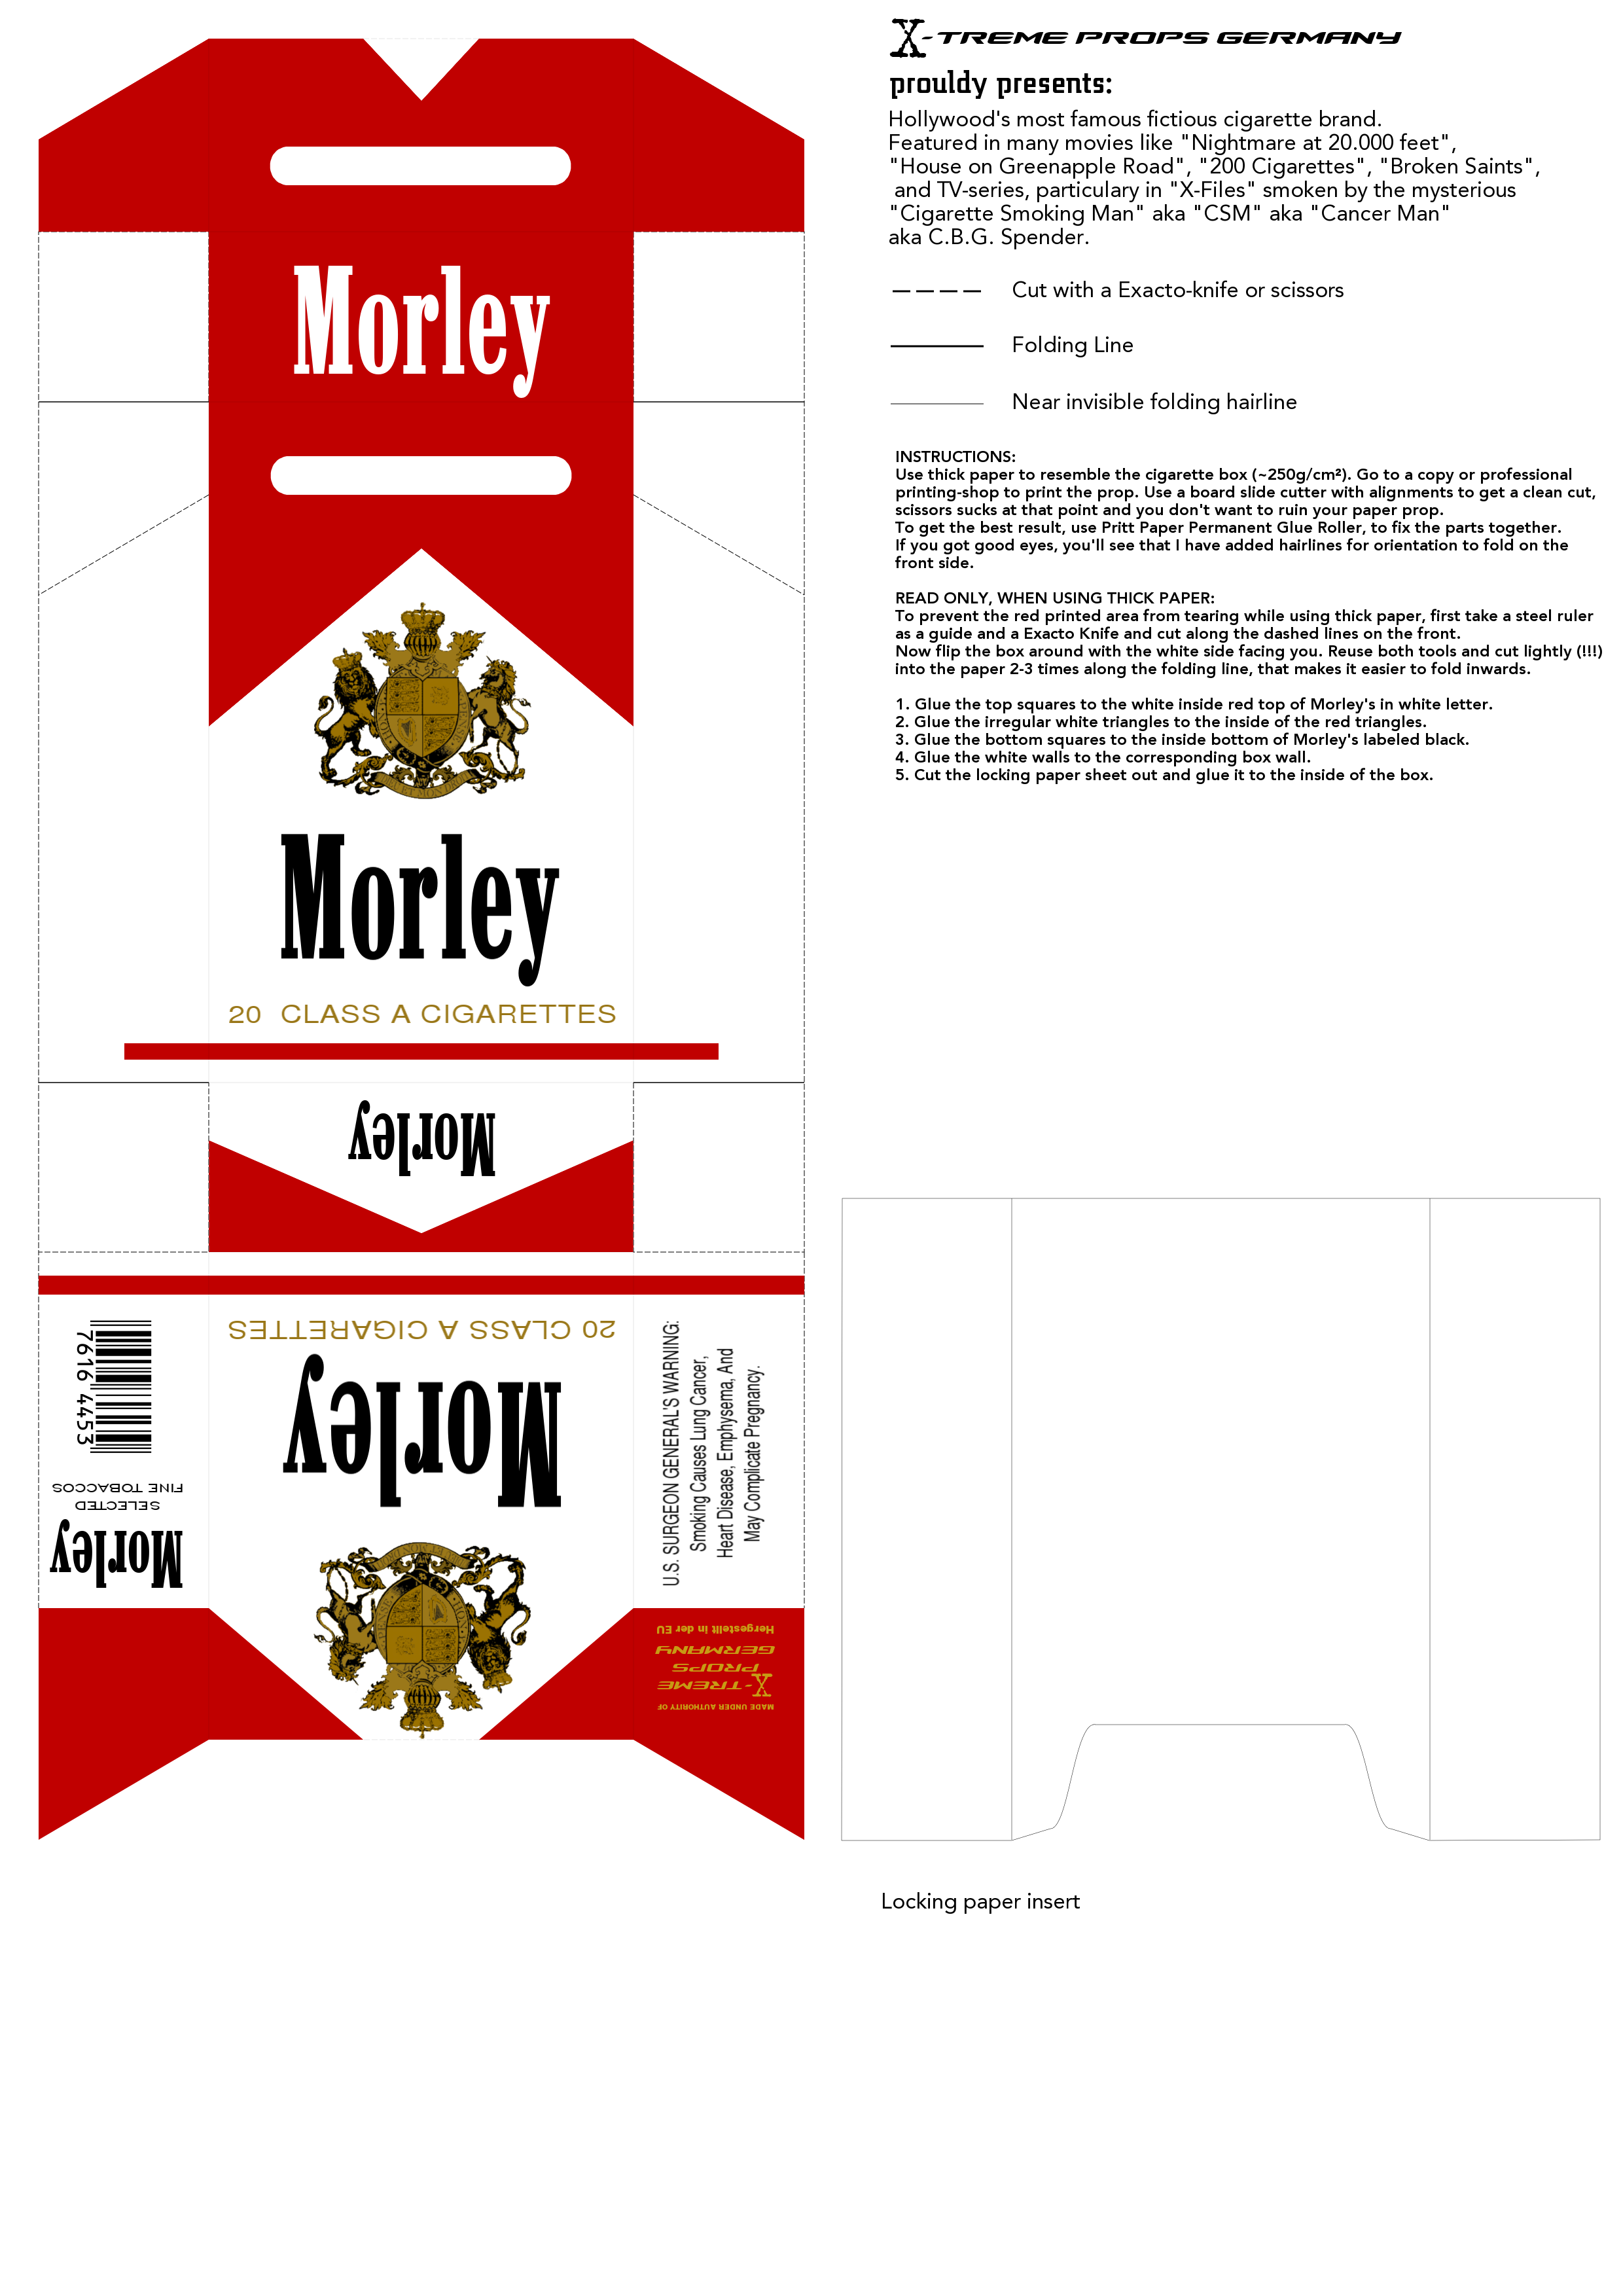 Morley
Morley
20 CLASS A CIGARETTES
Morley
20 CLASS A CIGARETTES
Morley
7616 4453
Morley
SELECTED
FINE TOBACCOS
U.S. SURGEON GENERAL'S WARNING:
Smoking Causes Lung Cancer,
Heart Disease, Emphysema, And
May Complicate Pregnancy.
MADE UNDER AUTHORITY OF
X-TREME
PROPS
GERMANY
Hergestellt in der EU
X-TREME PROPS GERMANY
prouldy presents:
Hollywood's most famous fictious cigarette brand.
Featured in many movies like "Nightmare at 20.000 feet",
"House on Greenapple Road", "200 Cigarettes", "Broken Saints",
and TV-series, particulary in "X-Files" smoken by the mysterious
"Cigarette Smoking Man" aka "CSM" aka "Cancer Man"
aka C.B.G. Spender.
Cut with a Exacto-knife or scissors
Folding Line
Near invisible folding hairline
INSTRUCTIONS:
Use thick paper to resemble the cigarette box (~250g/cm²). Go to a copy or professional
printing-shop to print the prop. Use a board slide cutter with alignments to get a clean cut,
scissors sucks at that point and you don't want to ruin your paper prop.
To get the best result, use Pritt Paper Permanent Glue Roller, to fix the parts together.
If you got good eyes, you'll see that I have added hairlines for orientation to fold on the
front side.
READ ONLY, WHEN USING THICK PAPER:
To prevent the red printed area from tearing while using thick paper, first take a steel ruler
as a guide and a Exacto Knife and cut along the dashed lines on the front.
Now flip the box around with the white side facing you. Reuse both tools and cut lightly (!!!)
into the paper 2-3 times along the folding line, that makes it easier to fold inwards.
1. Glue the top squares to the white inside red top of Morley's in white letter.
2. Glue the irregular white triangles to the inside of the red triangles.
3. Glue the bottom squares to the inside bottom of Morley's labeled black.
4. Glue the white walls to the corresponding box wall.
5. Cut the locking paper sheet out and glue it to the inside of the box.
Locking paper insert